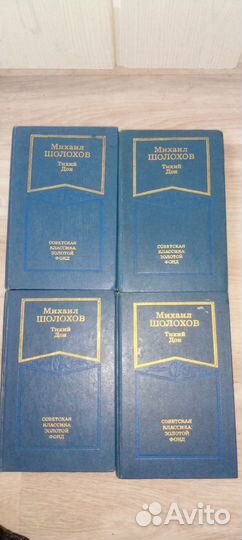 Михаил
ШОЛОХОВ
Тихий
Дон
СОВЕТСКАЯ
КЛАССИКА
ЗОЛОТОЙ
ФОНД
Михаил
ШОЛОХОВ
Тихий
Дон
СОВЕТСКАЯ
КЛАССИКА
ЗОЛОТОЙ
ФОНД
Михаил
ШОЛОХОВ
Тихий
Дон
СОВЕТСКАЯ
КЛАССИКА
ЗОЛОТОЙ
ФОНД
Михаил
ШОЛОХОВ
Тихий
Дон
СОВЕТСКАЯ
КЛАССИКА
ЗОЛОТОЙ
ФОНД
Avito